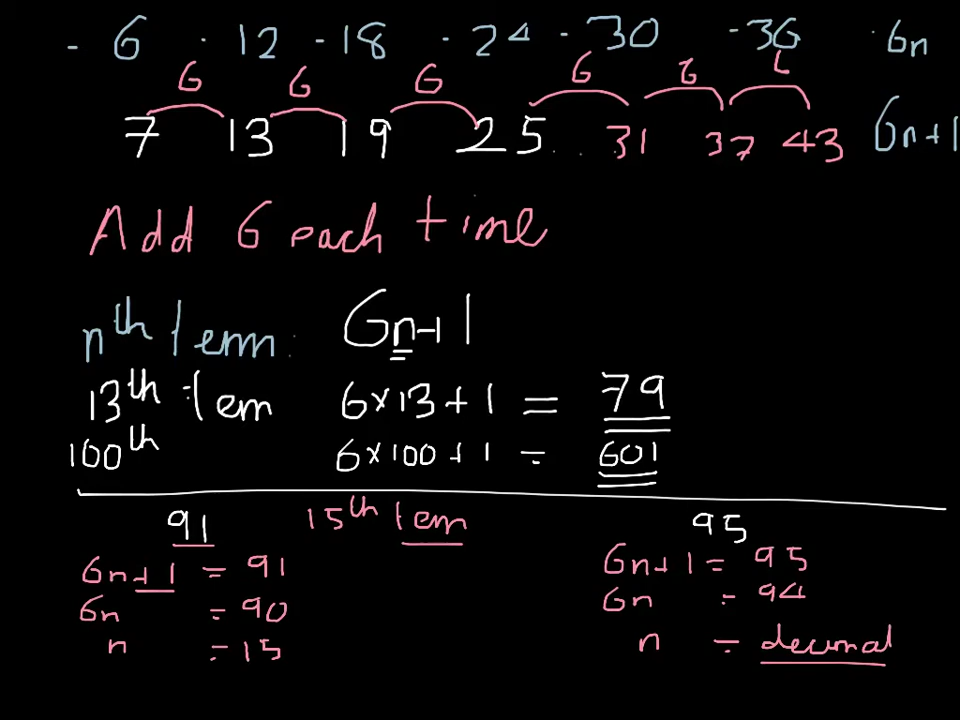 - 6 - 12 - 18 - 24 - 30 - 36 6n
6 6 6 6 6 6
7 13 19 25 . . . 31 37 43 6n+1
Add 6 each time
nth term: 6n+1
13th term 6×13+1 = 79
100th 6×100+1 = 601
91 15th term 95
6n+1 = 91 6n+1 = 95
6n = 90 6n = 94
n = 15 n = decimal